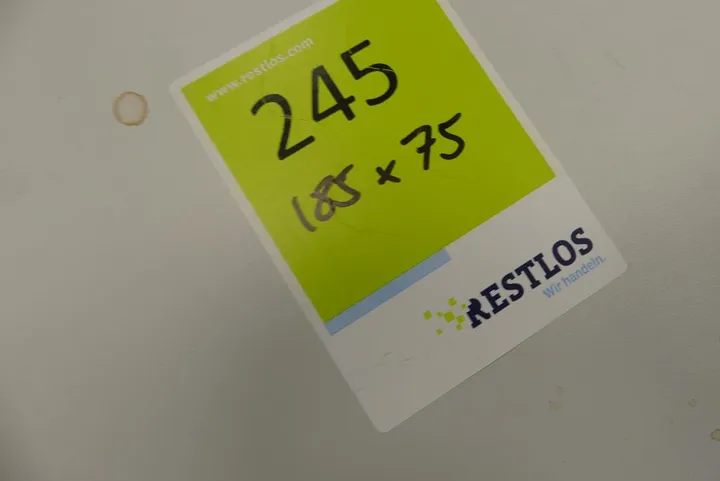 www.restlos.com
245
185 x 75
RESTLOS
Wir handeln.